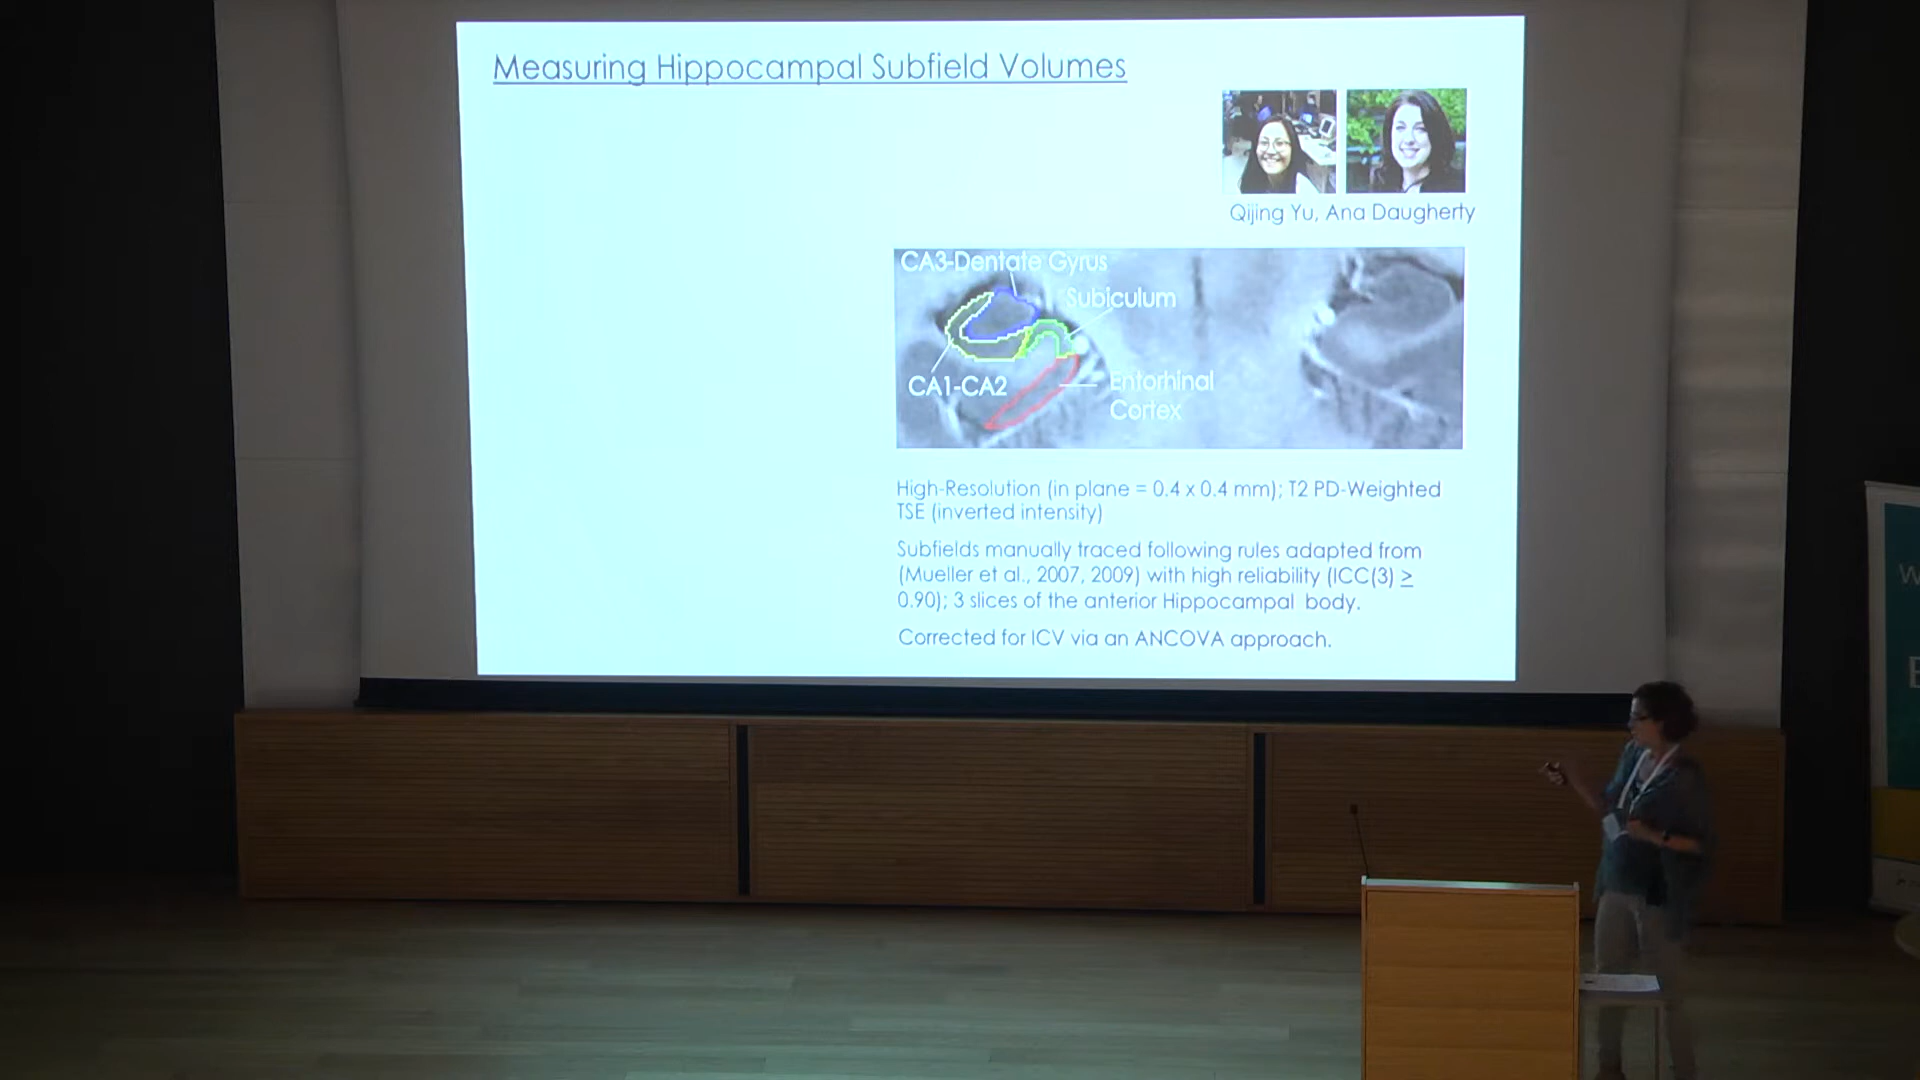 Measuring Hippocampal Subfield Volumes
Qijing Yu, Ana Daugherty
CA3-Dentate Gyrus
Subiculum
CA1-CA2
Entorhinal
Cortex
High-Resolution (in plane = 0.4 x 0.4 mm); T2 PD-Weighted
TSE (inverted intensity)
Subfields manually traced following rules adapted from
(Mueller et al., 2007, 2009) with high reliability (ICC(3) ≥
0.90); 3 slices of the anterior Hippocampal body.
Corrected for ICV via an ANCOVA approach.